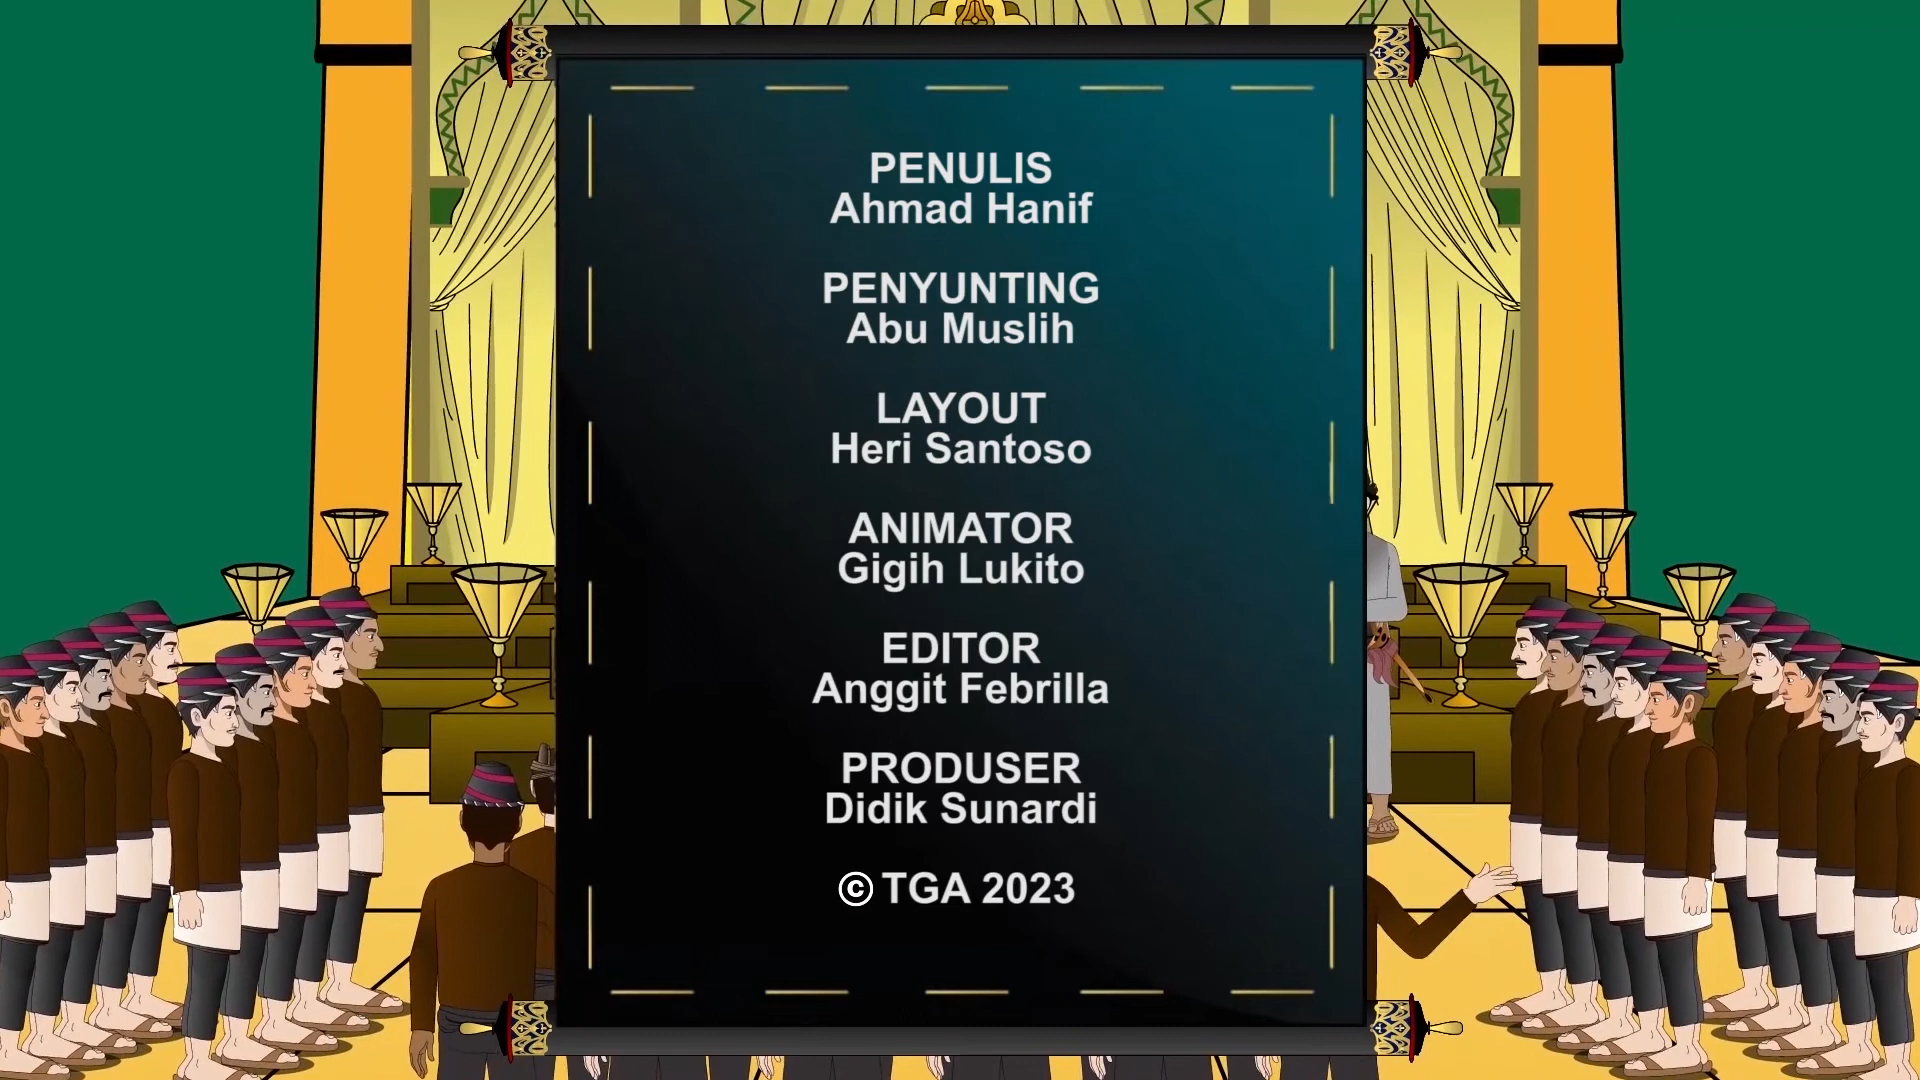 PENULIS
Ahmad Hanif
PENYUNTING
Abu Muslih
LAYOUT
Heri Santoso
ANIMATOR
Gigih Lukito
EDITOR
Anggit Febrilla
PRODUSER
Didik Sunardi
© TGA 2023